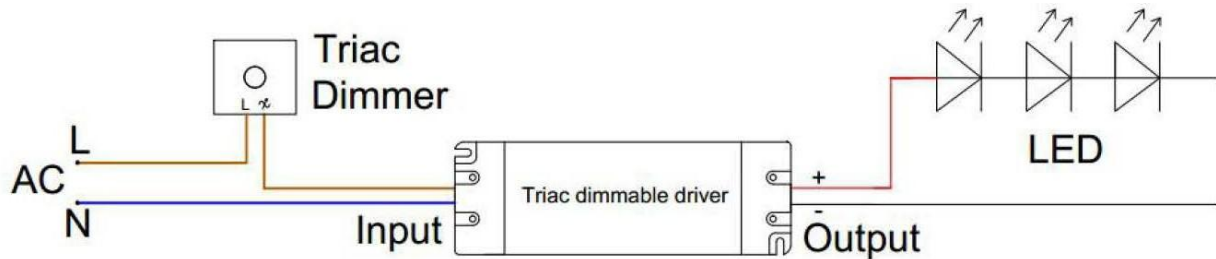 Triac
Dimmer
L x
L
AC
N
Input
Triac dimmable driver
+
-
Output
LED